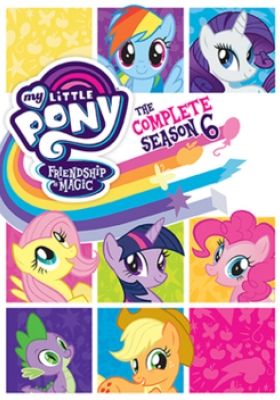 my LiTTLE
PONY
FRIENDSHIP
IS MAGIC
THE
COMPLETE
SEASON 6